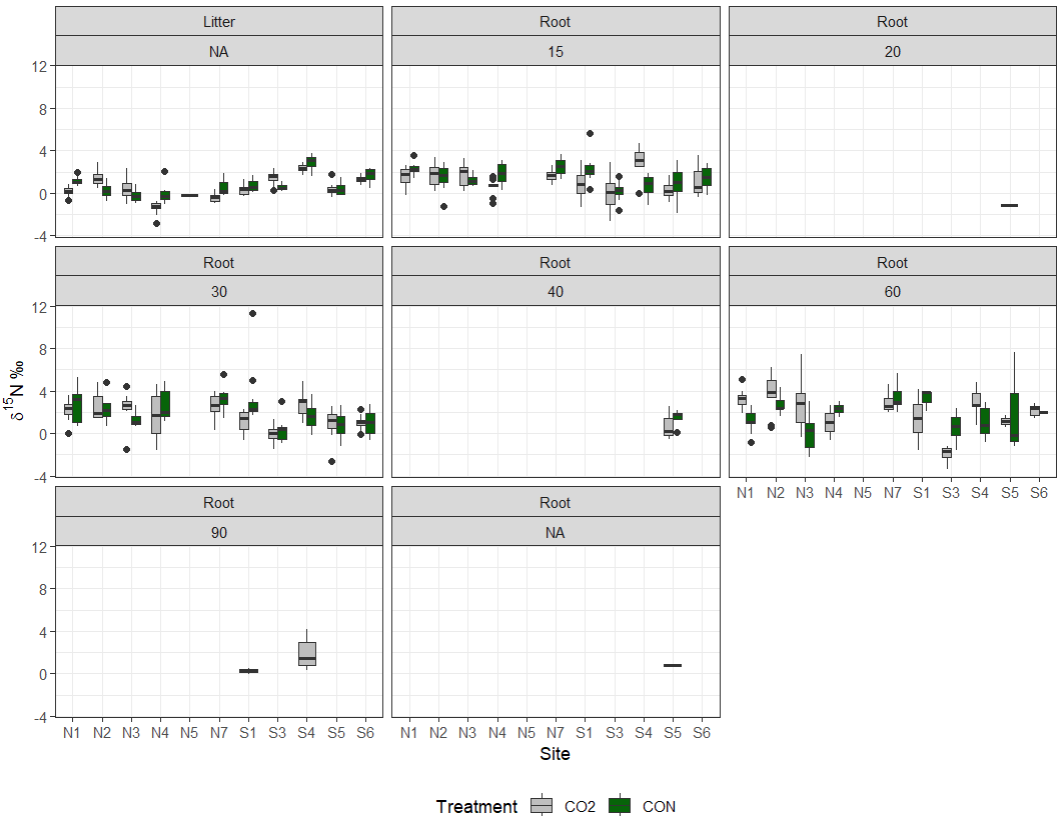 Litter Root Root
NA 15 20
12
8
4
0
-4
Root Root Root
30 40 60
12
8
4
0
-4
δ 15N ‰
N1 N2 N3 N4 N5 N7 S1 S3 S4 S5 S6
Root Root
90 NA
12
8
4
0
-4
N1 N2 N3 N4 N5 N7 S1 S3 S4 S5 S6 N1 N2 N3 N4 N5 N7 S1 S3 S4 S5 S6
Site
Treatment CO2 CON